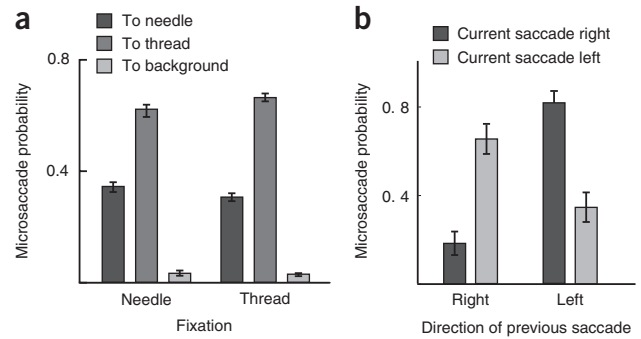 a
To needle
To thread
To background
0.8
0.4
Microsaccade probability
Needle
Thread
Fixation
b
Current saccade right
Current saccade left
0.8
0.4
Microsaccade probability
Right
Left
Direction of previous saccade